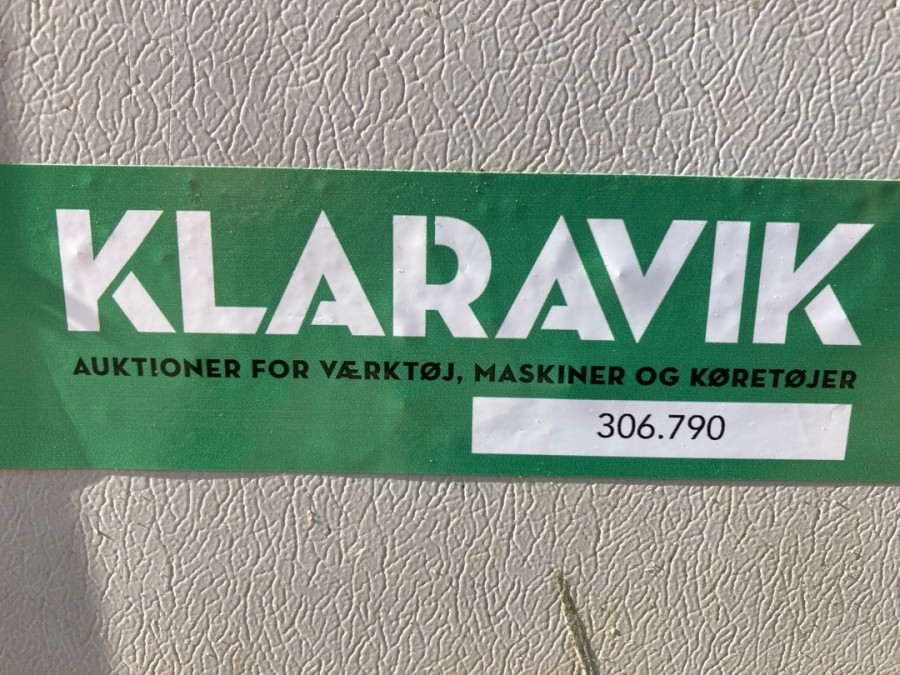 KLARAVIK
AUKTIONER FOR VÆRKTØJ, MASKINER OG KØRETØJER
306.790